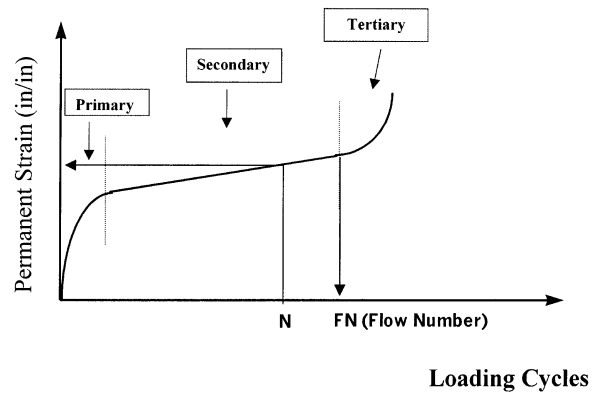 Tertiary
Secondary
Primary
Permanent Strain (in/in)
N
FN (Flow Number)
Loading Cycles